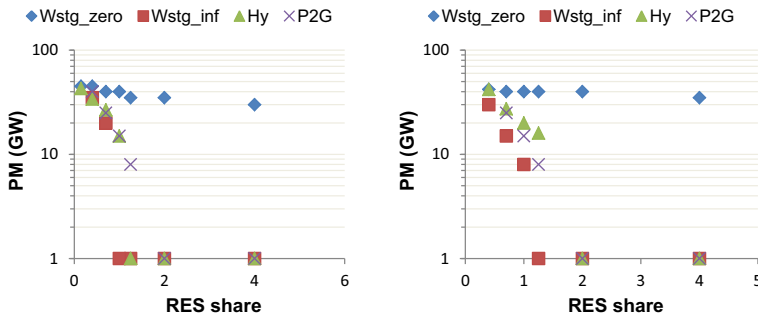 Wstg_zero Wstg_inf Hy P2G
100
10
1
PM (GW)
0 2 4 6
RES share
Wstg_zero Wstg_inf Hy P2G
100
10
1
PM (GW)
0 1 2 3 4 5
RES share